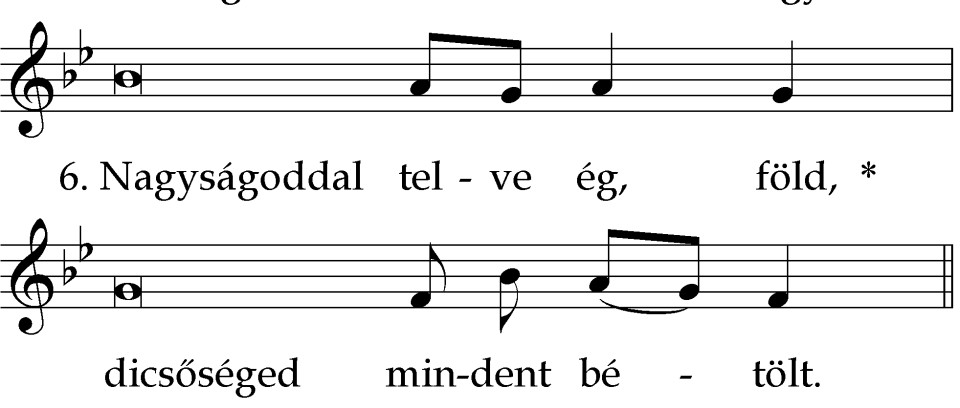 6. Nagyságoddal tel - ve ég, föld, *
dicsőséged min-dent bé - tölt.